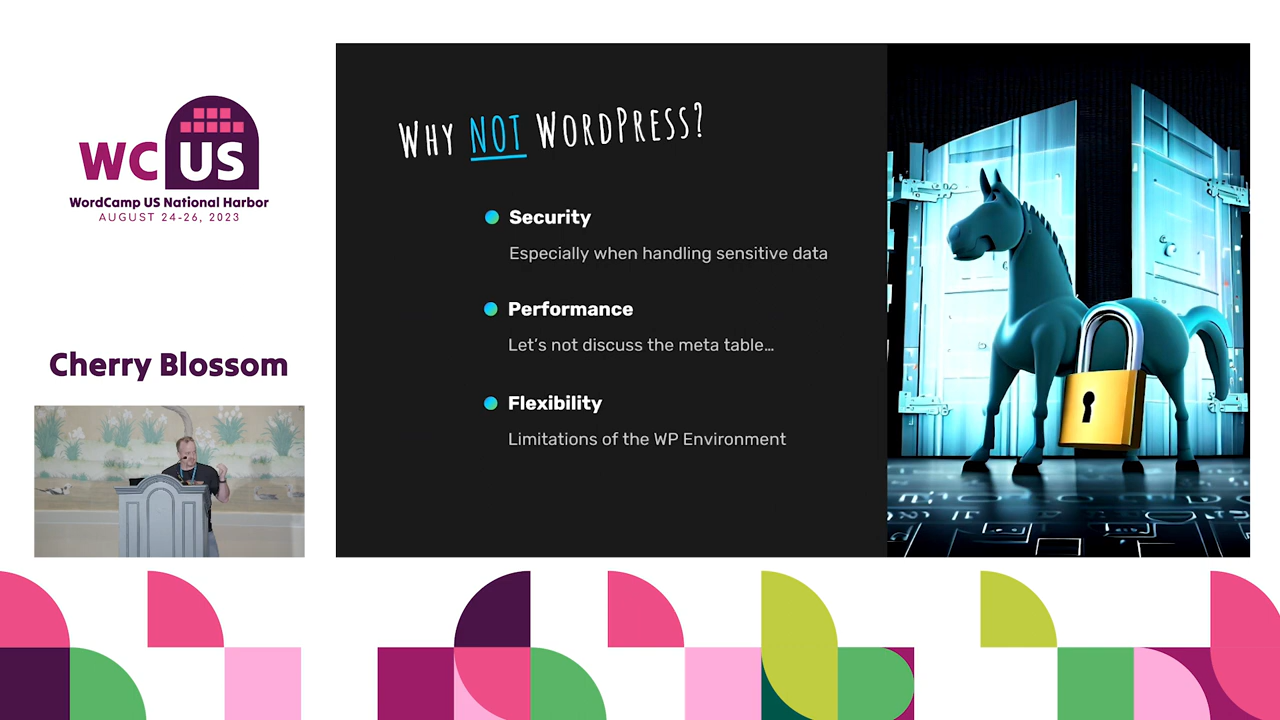 WC US
WordCamp US National Harbor
AUGUST 24-26, 2023
Cherry Blossom
Why NOT WordPress?
Security
Especially when handling sensitive data
Performance
Let’s not discuss the meta table…
Flexibility
Limitations of the WP Environment